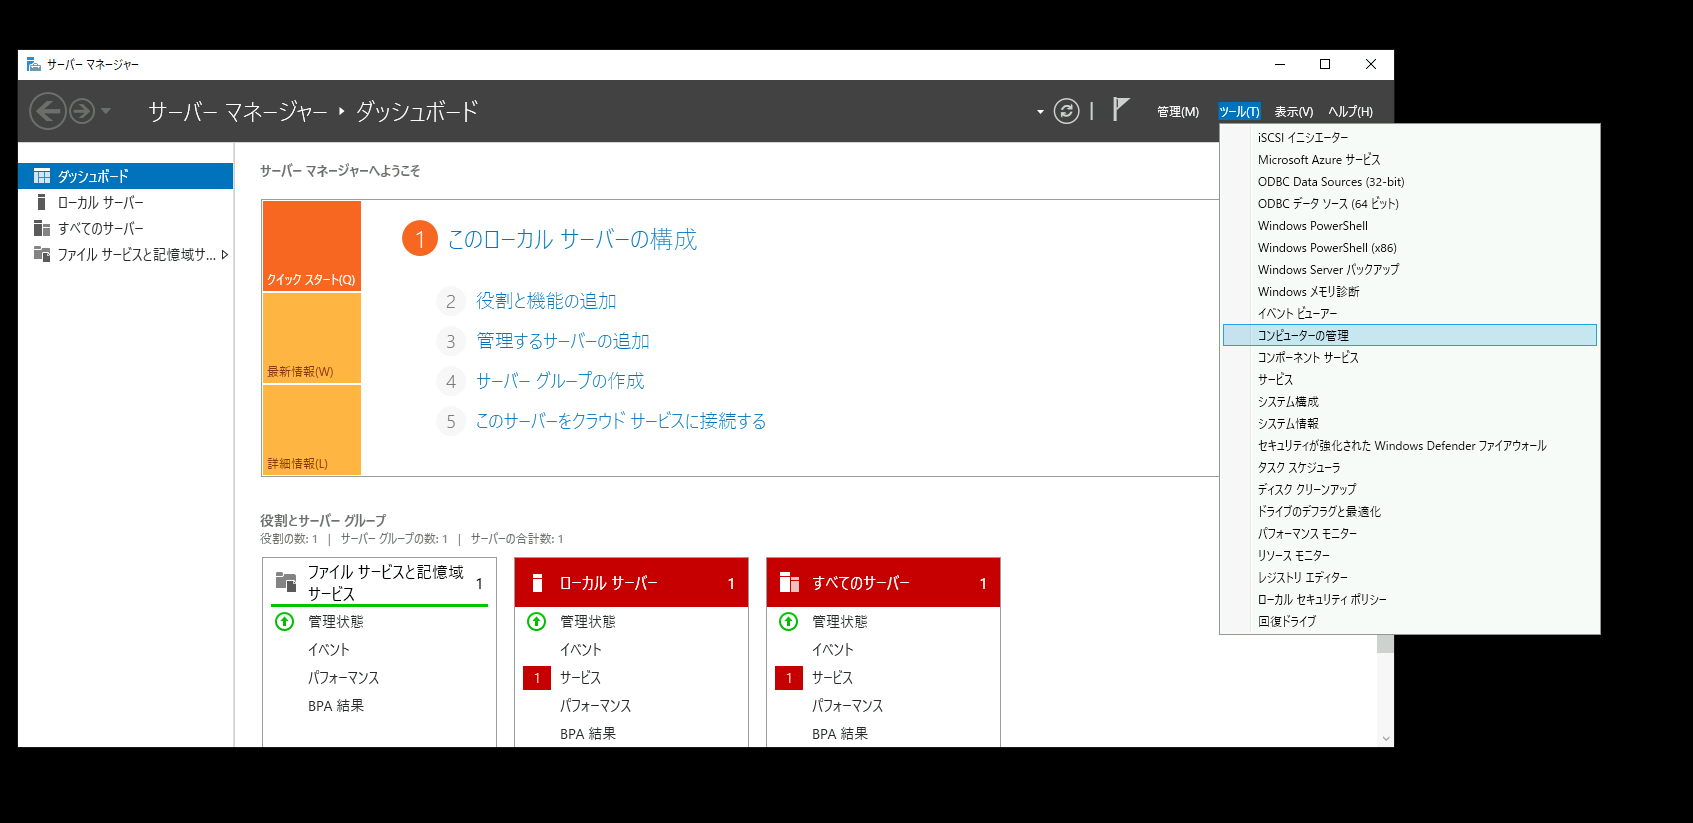 サーバー マネージャー
サーバー マネージャー ‣ ダッシュボード
管理(M) ツール(T) 表示(V) ヘルプ(H)
ダッシュボード
ローカル サーバー
すべてのサーバー
ファイル サービスと記憶域サ...
サーバー マネージャーへようこそ
クイック スタート(Q)
最新情報(W)
詳細情報(L)
1 このローカル サーバーの構成
2 役割と機能の追加
3 管理するサーバーの追加
4 サーバー グループの作成
5 このサーバーをクラウド サービスに接続する
役割とサーバー グループ
役割の数: 1 | サーバー グループの数: 1 | サーバーの合計数: 1
ファイル サービスと記憶域
サービス
1
管理状態
イベント
パフォーマンス
BPA 結果
ローカル サーバー 1
管理状態
イベント
1 サービス
パフォーマンス
BPA 結果
すべてのサーバー 1
管理状態
イベント
1 サービス
パフォーマンス
BPA 結果
iSCSI イニシエーター
Microsoft Azure サービス
ODBC Data Sources (32-bit)
ODBC データ ソース (64 ビット)
Windows PowerShell
Windows PowerShell (x86)
Windows Server バックアップ
Windows メモリ診断
イベント ビューアー
コンピューターの管理
コンポーネント サービス
サービス
システム構成
システム情報
セキュリティが強化された Windows Defender ファイアウォール
タスク スケジューラ
ディスク クリーンアップ
ドライブのデフラグと最適化
パフォーマンス モニター
リソース モニター
レジストリ エディター
ローカル セキュリティ ポリシー
回復ドライブ